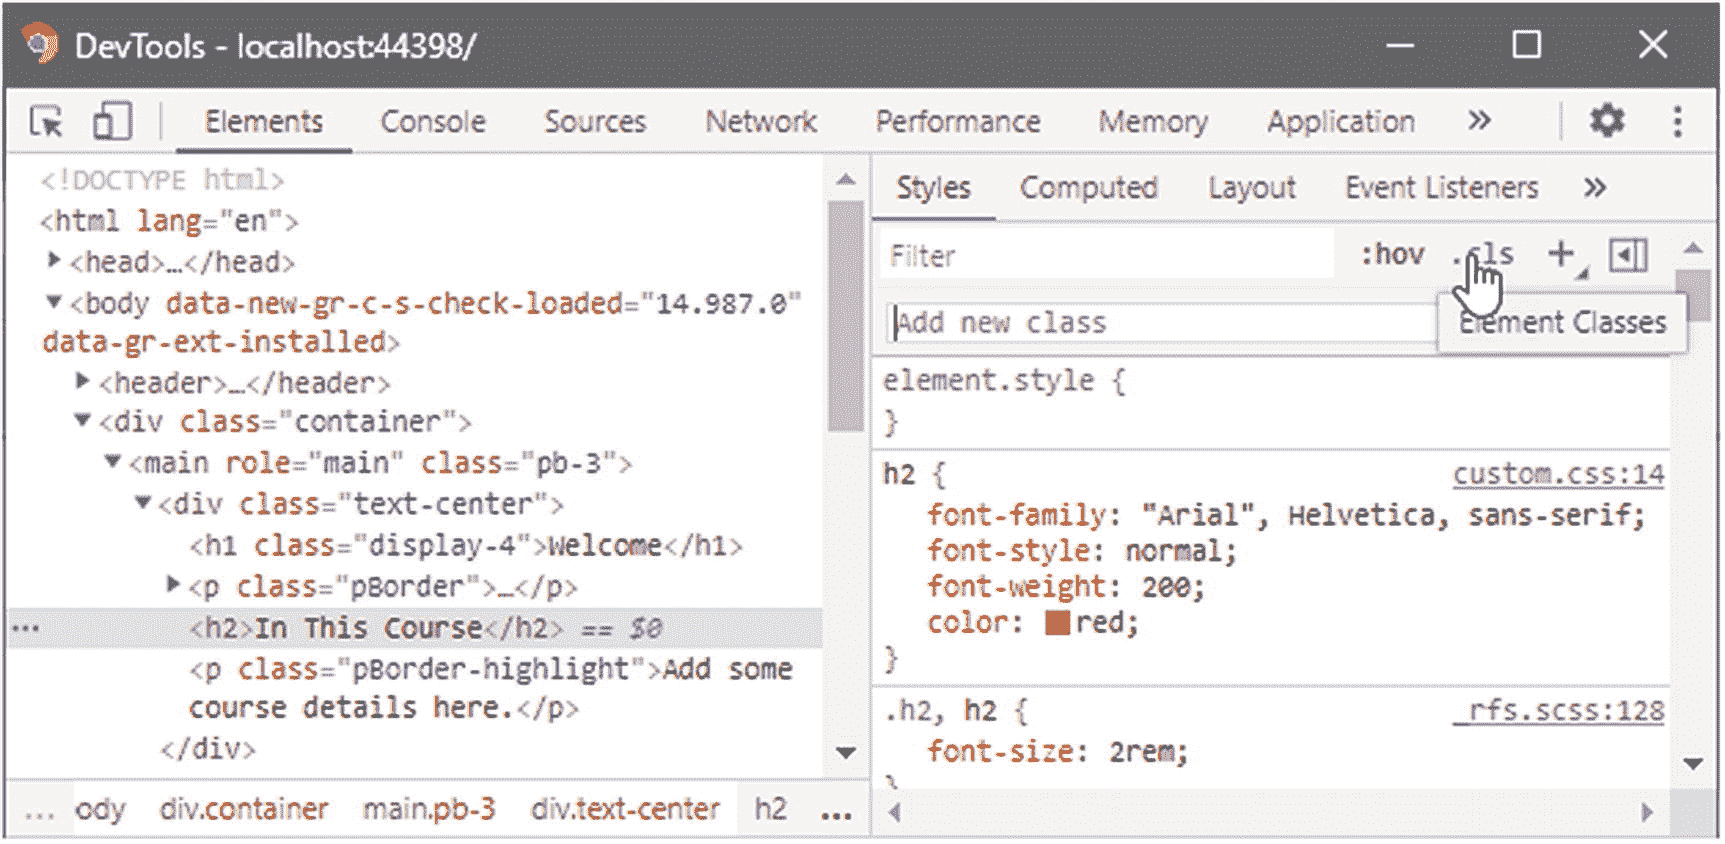 DevTools - localhost:44398/
Elements Console Sources Network Performance Memory Application »
<!DOCTYPE html>
<html lang="en">
<head>…</head>
<body data-new-gr-c-s-check-loaded="14.987.0"
data-gr-ext-installed>
<header>…</header>
<div class="container">
<main role="main" class="pb-3">
<div class="text-center">
<h1 class="display-4">Welcome</h1>
<p class="pBorder">…</p>
<h2>In This Course</h2> == $0
<p class="pBorder-highlight">Add some
course details here.</p>
</div>
... ody div.container main.pb-3 div.text-center h2 ...
Styles Computed Layout Event Listeners »
Filter :hov .cls +
Add new class
Element Classes
element.style {
}
h2 { custom.css:14
font-family: "Arial", Helvetica, sans-serif;
font-style: normal;
font-weight: 200;
color: red;
}
.h2, h2 { _rfs.scss:128
font-size: 2rem;
}